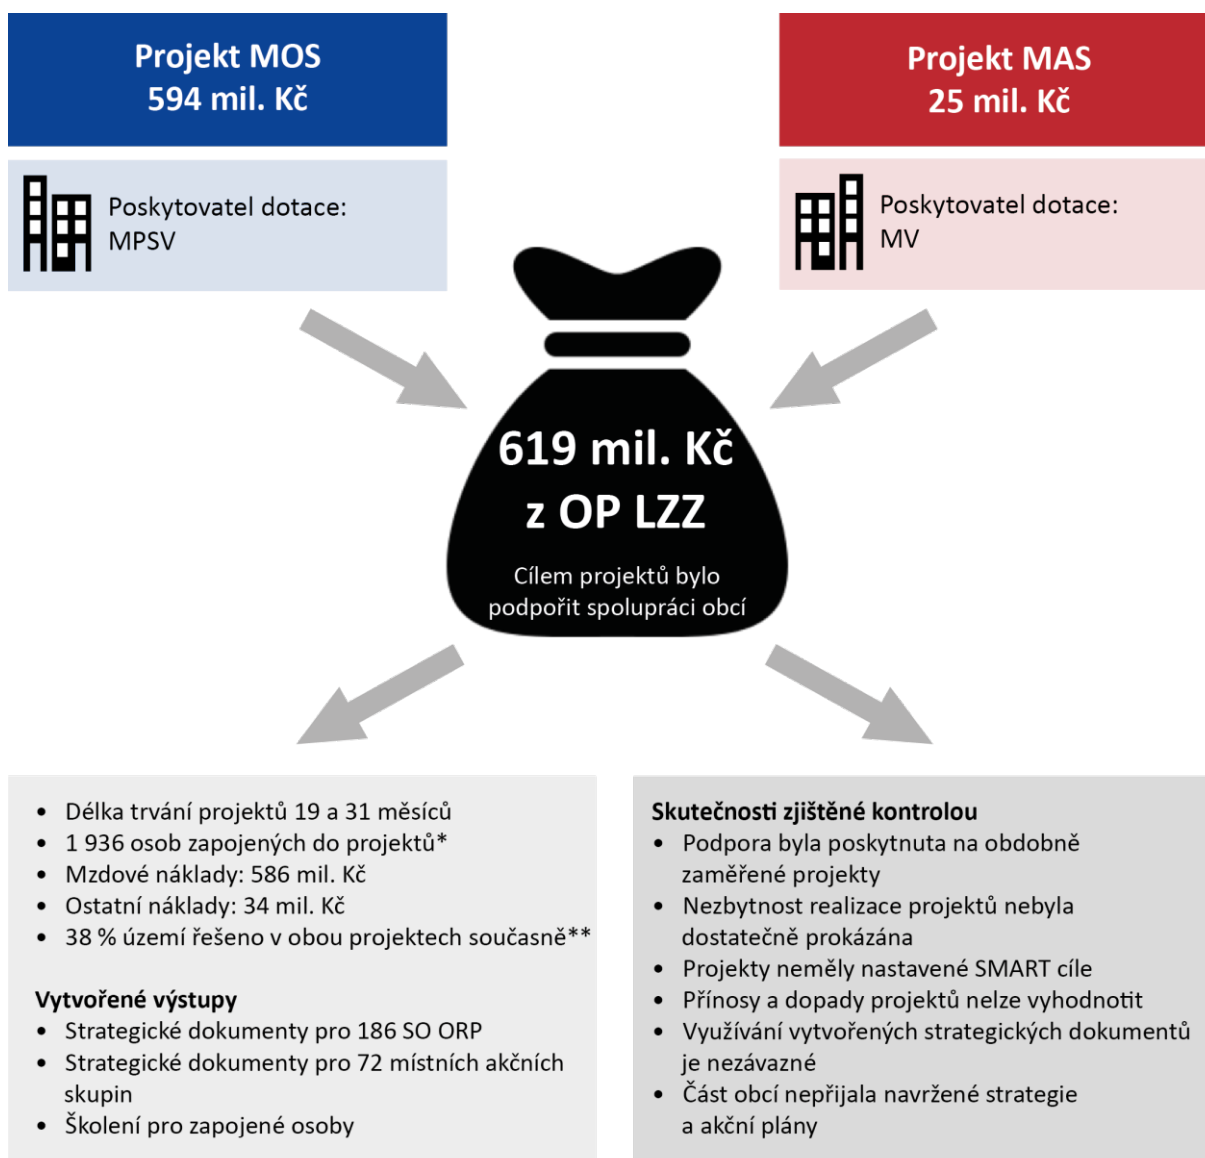 Projekt MOS
594 mil. Kč
Projekt MAS
25 mil. Kč
Poskytovatel dotace:
MPSV
Poskytovatel dotace:
MV
619 mil. Kč
z OP LZZ
Cílem projektů bylo
podpořit spolupráci obcí
• Délka trvání projektů 19 a 31 měsíců
• 1 936 osob zapojených do projektů*
• Mzdové náklady: 586 mil. Kč
• Ostatní náklady: 34 mil. Kč
• 38 % území řešeno v obou projektech současně**
Vytvořené výstupy
• Strategické dokumenty pro 186 SO ORP
• Strategické dokumenty pro 72 místních akčních
skupin
• Školení pro zapojené osoby
Skutečnosti zjištěné kontrolou
• Podpora byla poskytnuta na obdobně
zaměřené projekty
• Nezbytnost realizace projektů nebyla
dostatečně prokázána
• Projekty neměly nastavené SMART cíle
• Přínosy a dopady projektů nelze vyhodnotit
• Využívání vytvořených strategických dokumentů
je nezávazné
• Část obcí nepřijala navržené strategie
a akční plány